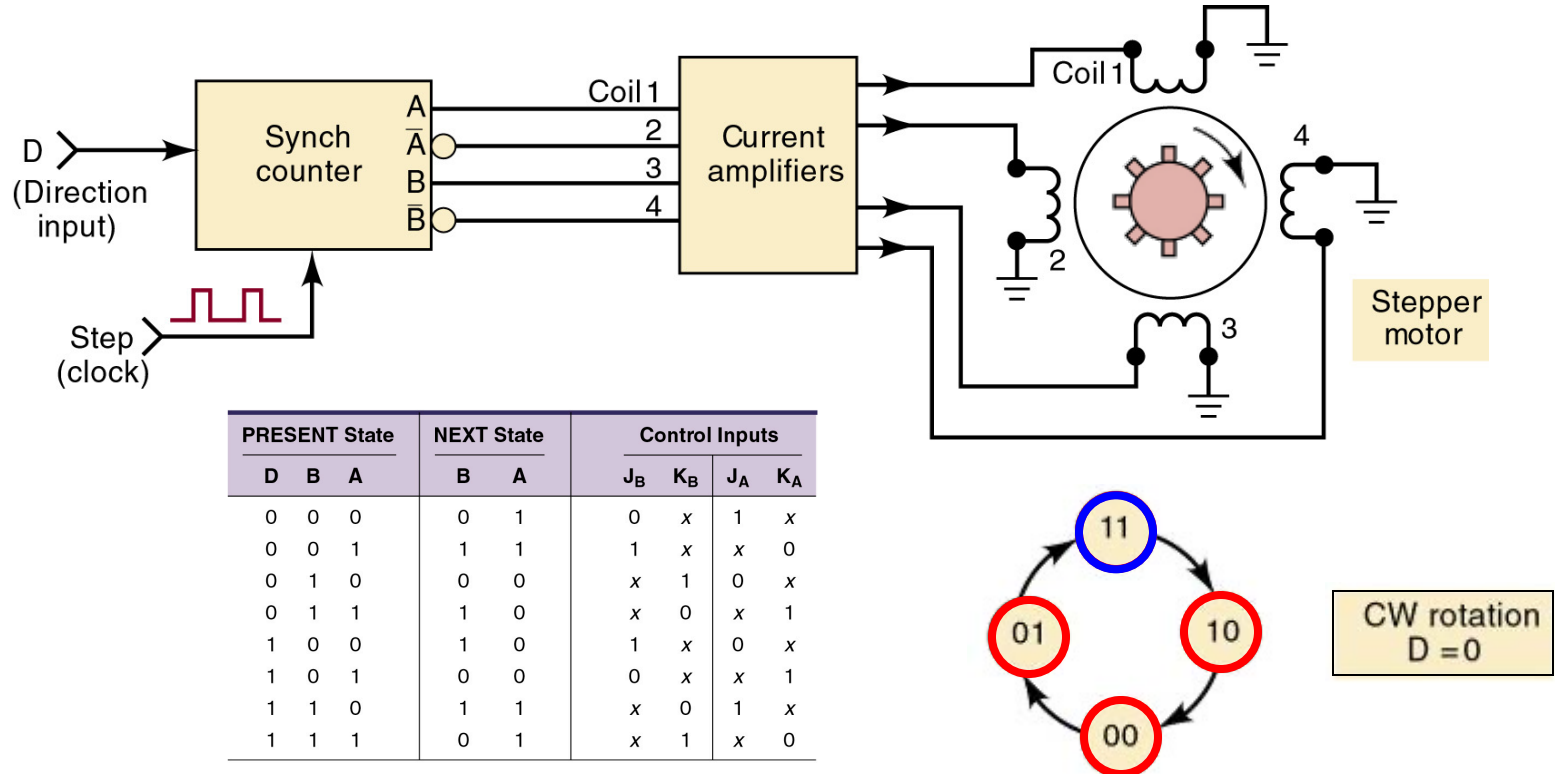 D
(Direction
input)
Step
(clock)
Synch
counter
A
A̅
B
B̅
Coil 1
2
3
4
Current
amplifiers
Coil 1
2
3
4
Stepper
motor
PRESENT State NEXT State Control Inputs
D B A B A J_B K_B J_A K_A
0 0 0 0 1 0 x 1 x
0 0 1 1 1 1 x x 0
0 1 0 0 0 x 1 0 x
0 1 1 1 0 x 0 x 1
1 0 0 1 0 1 x 0 x
1 0 1 0 0 0 x x 1
1 1 0 1 1 x 0 1 x
1 1 1 0 1 x 1 x 0
11
01
10
00
CW rotation
D = 0